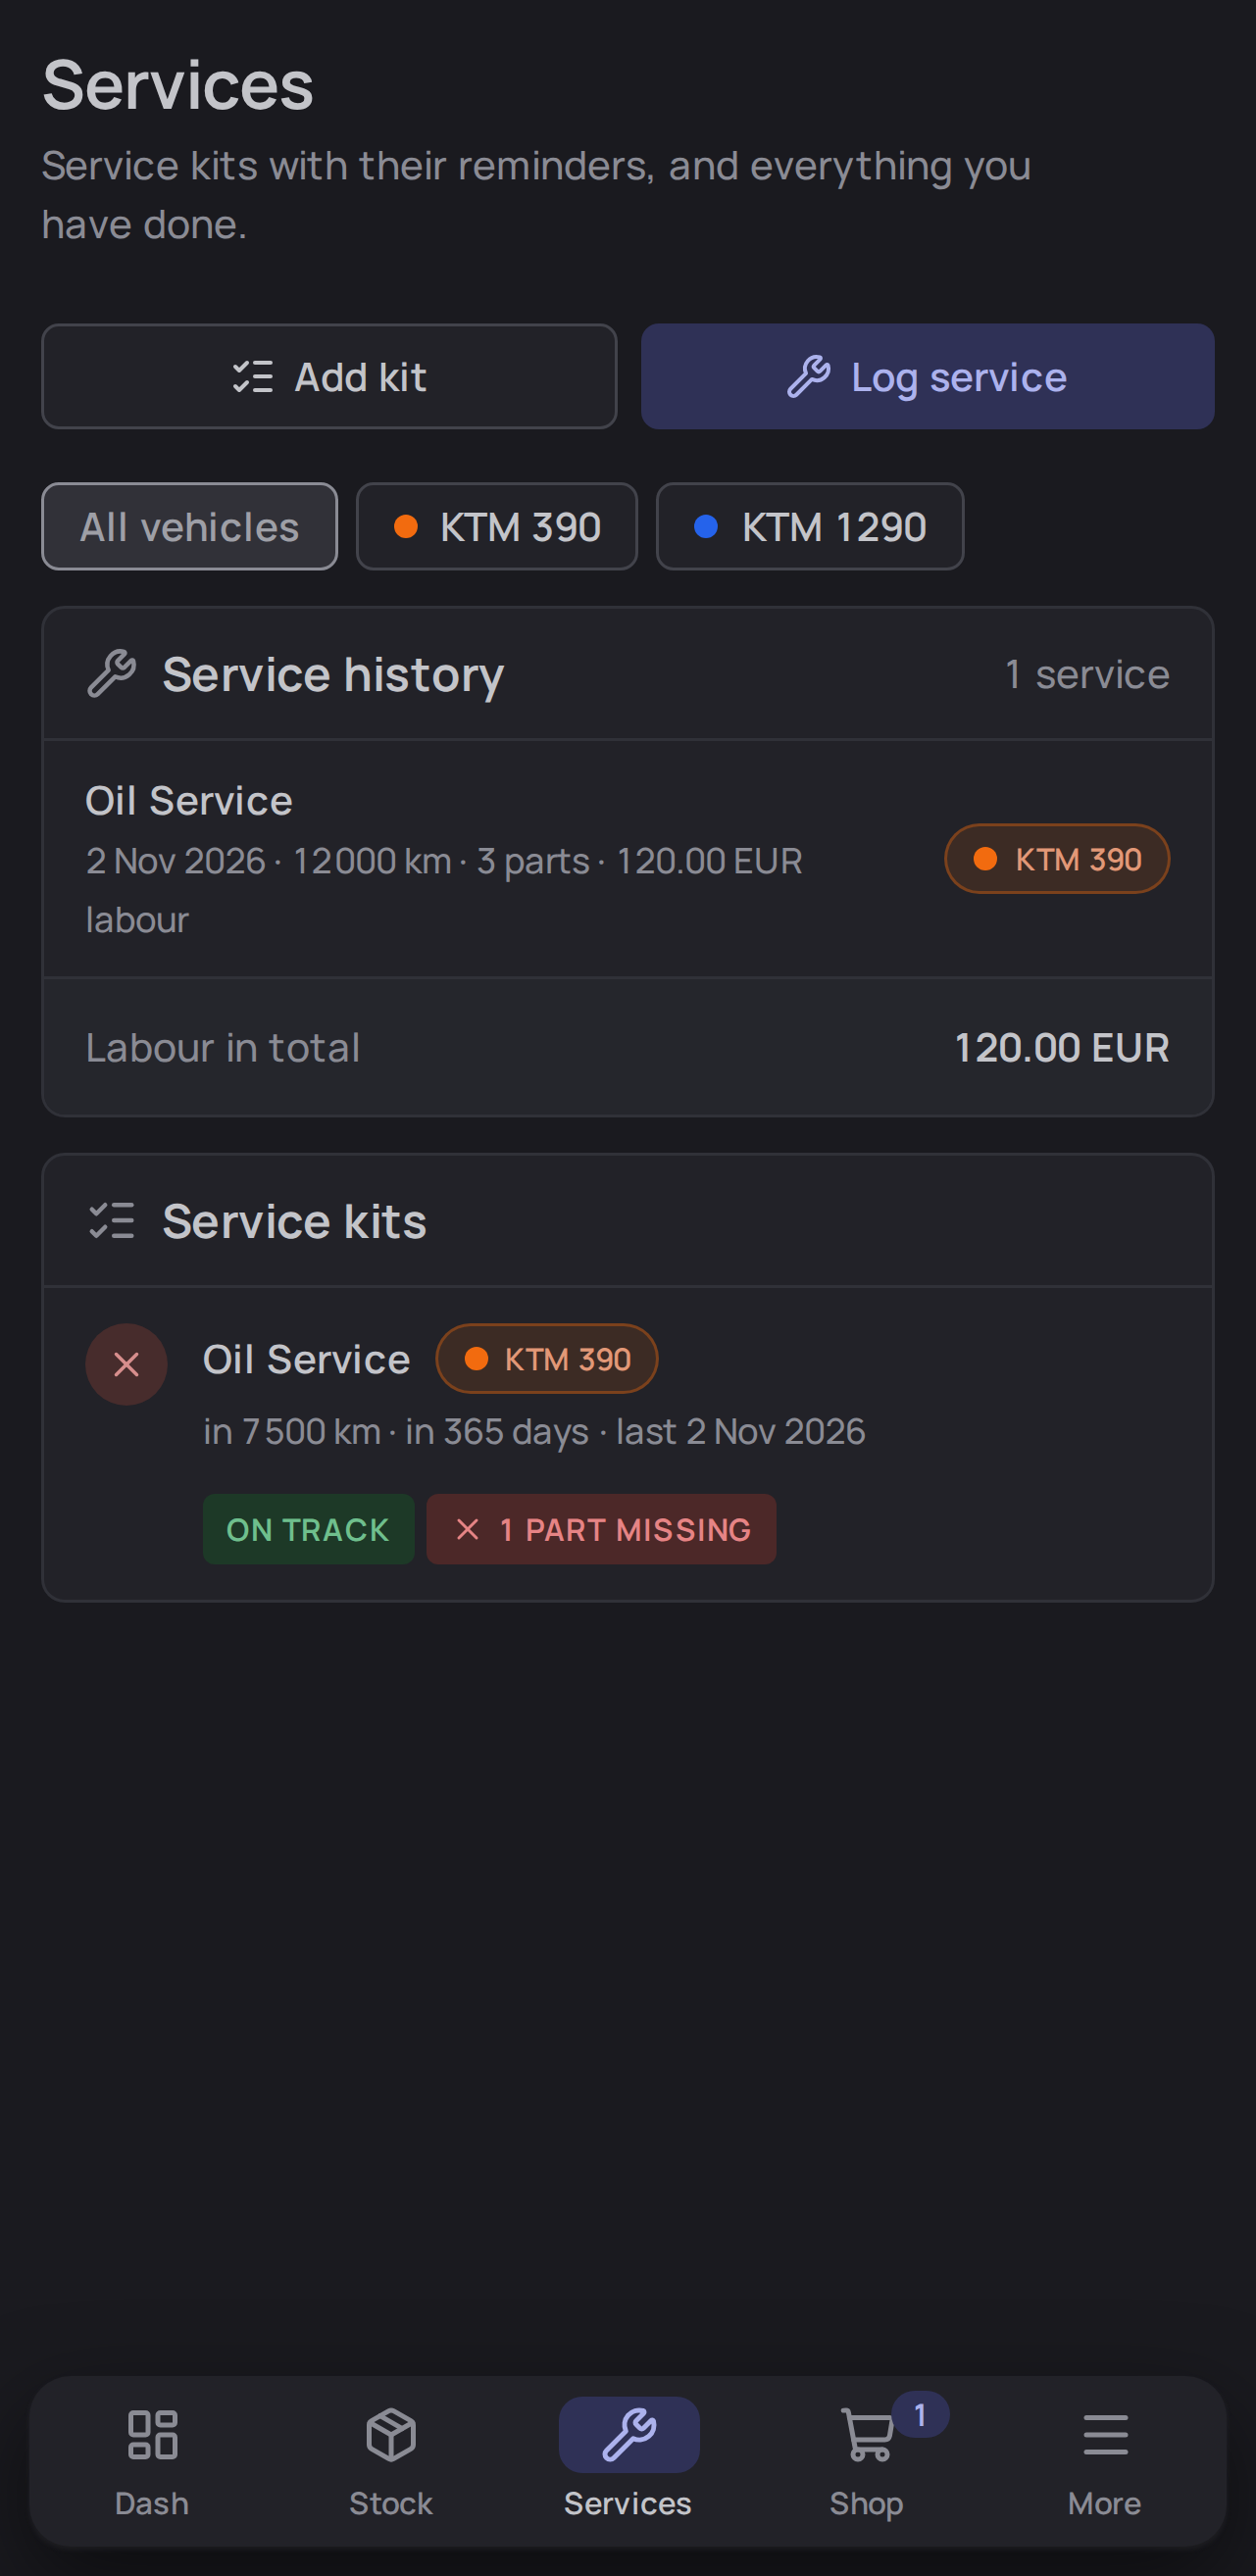 Services
Service kits with their reminders, and everything you
have done.
Add kit
Log service
All vehicles
KTM 390
KTM 1290
Service history
1 service
Oil Service
2 Nov 2026 · 12 000 km · 3 parts · 120.00 EUR
labour
KTM 390
Labour in total
120.00 EUR
Service kits
Oil Service
KTM 390
in 7 500 km · in 365 days · last 2 Nov 2026
ON TRACK
1 PART MISSING
1
Dash
Stock
Services
Shop
More